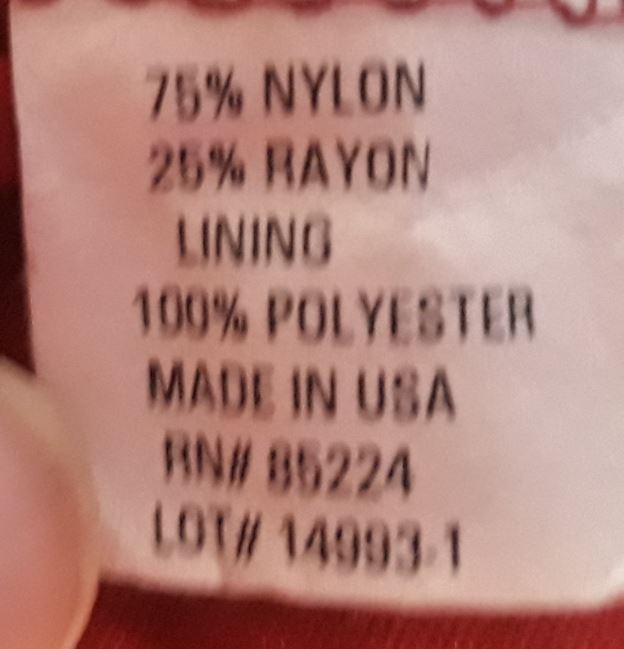 75% NYLON
25% RAYON
LINING
100% POLYESTER
MADE IN USA
RN# 85224
LOT# 14993-1